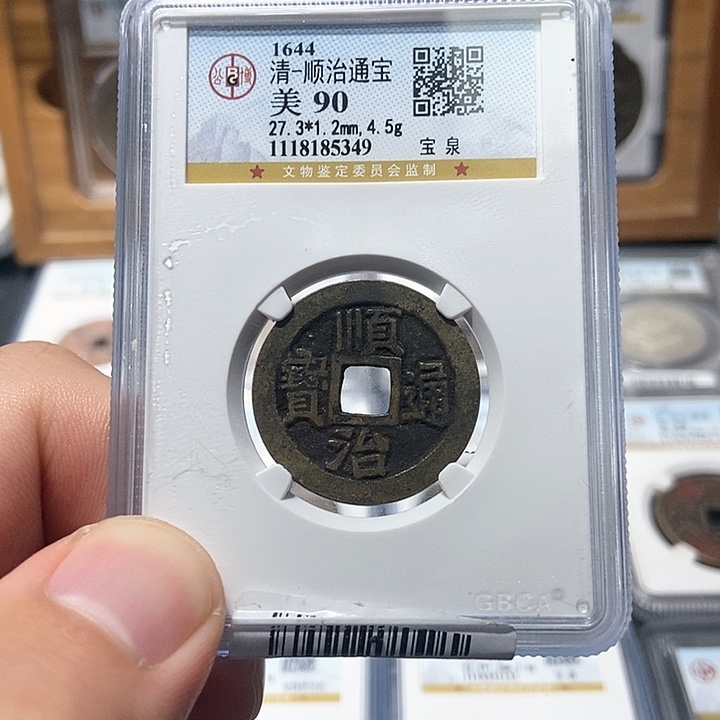 1644
清-顺治通宝
美 90
27.3*1.2mm,4.5g
1118185349 宝 泉
★ 文物鉴定委员会监制 ★
順
寶 通
治
GBCA